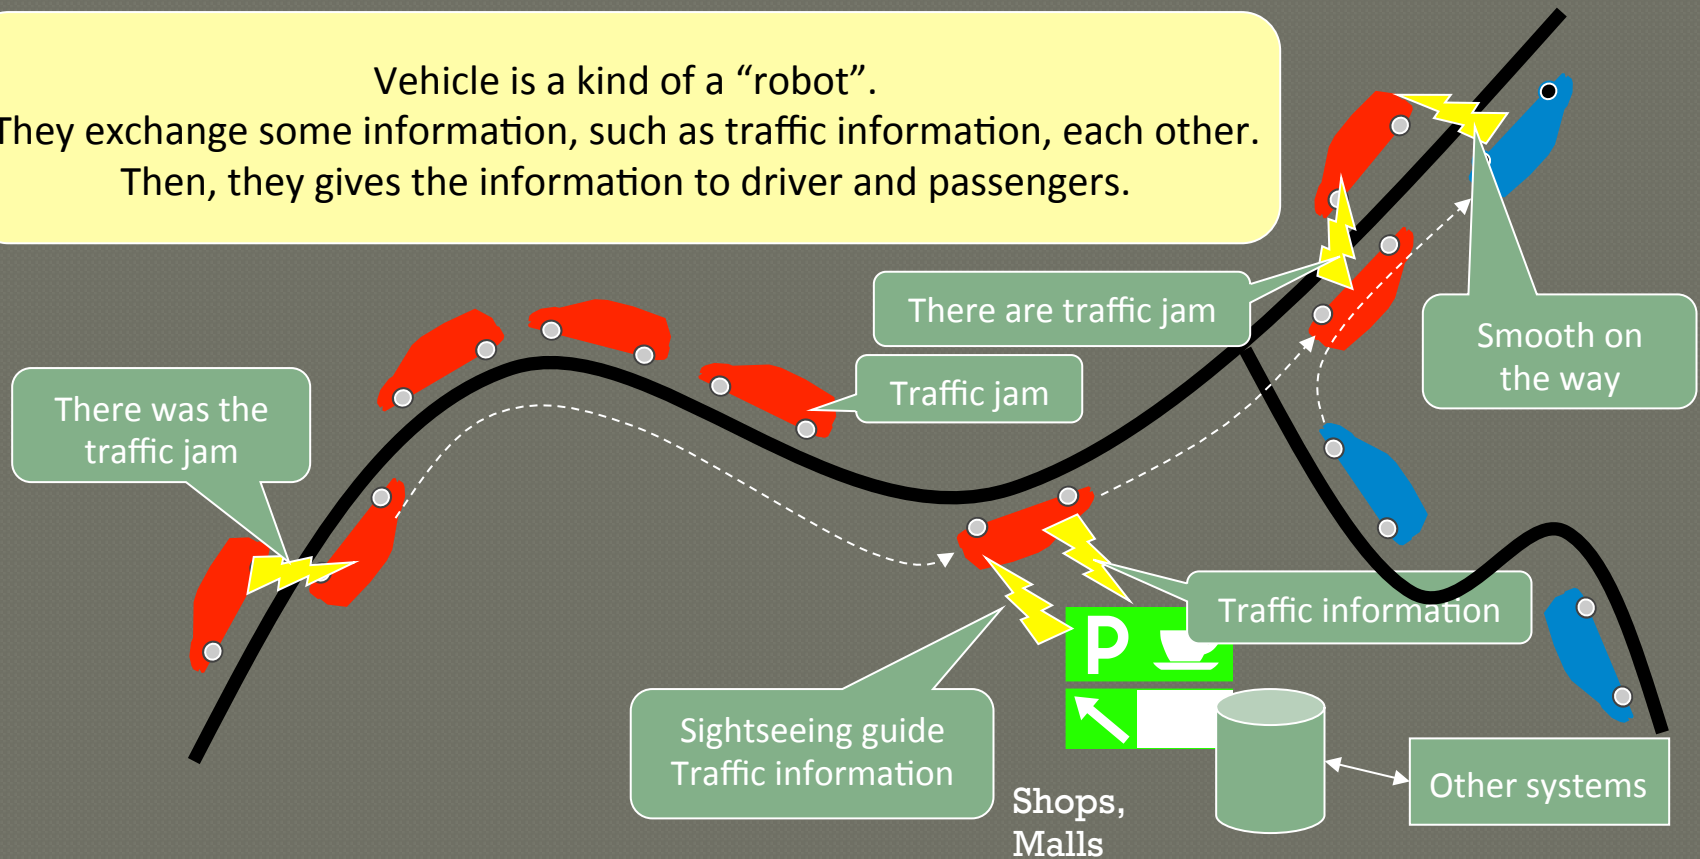 Vehicle is a kind of a “robot”.
They exchange some information, such as traffic information, each other.
Then, they gives the information to driver and passengers.
There are traffic jam
Smooth on
the way
Traffic jam
There was the
traffic jam
Traffic information
P
Sightseeing guide
Traffic information
Other systems
Shops,
Malls